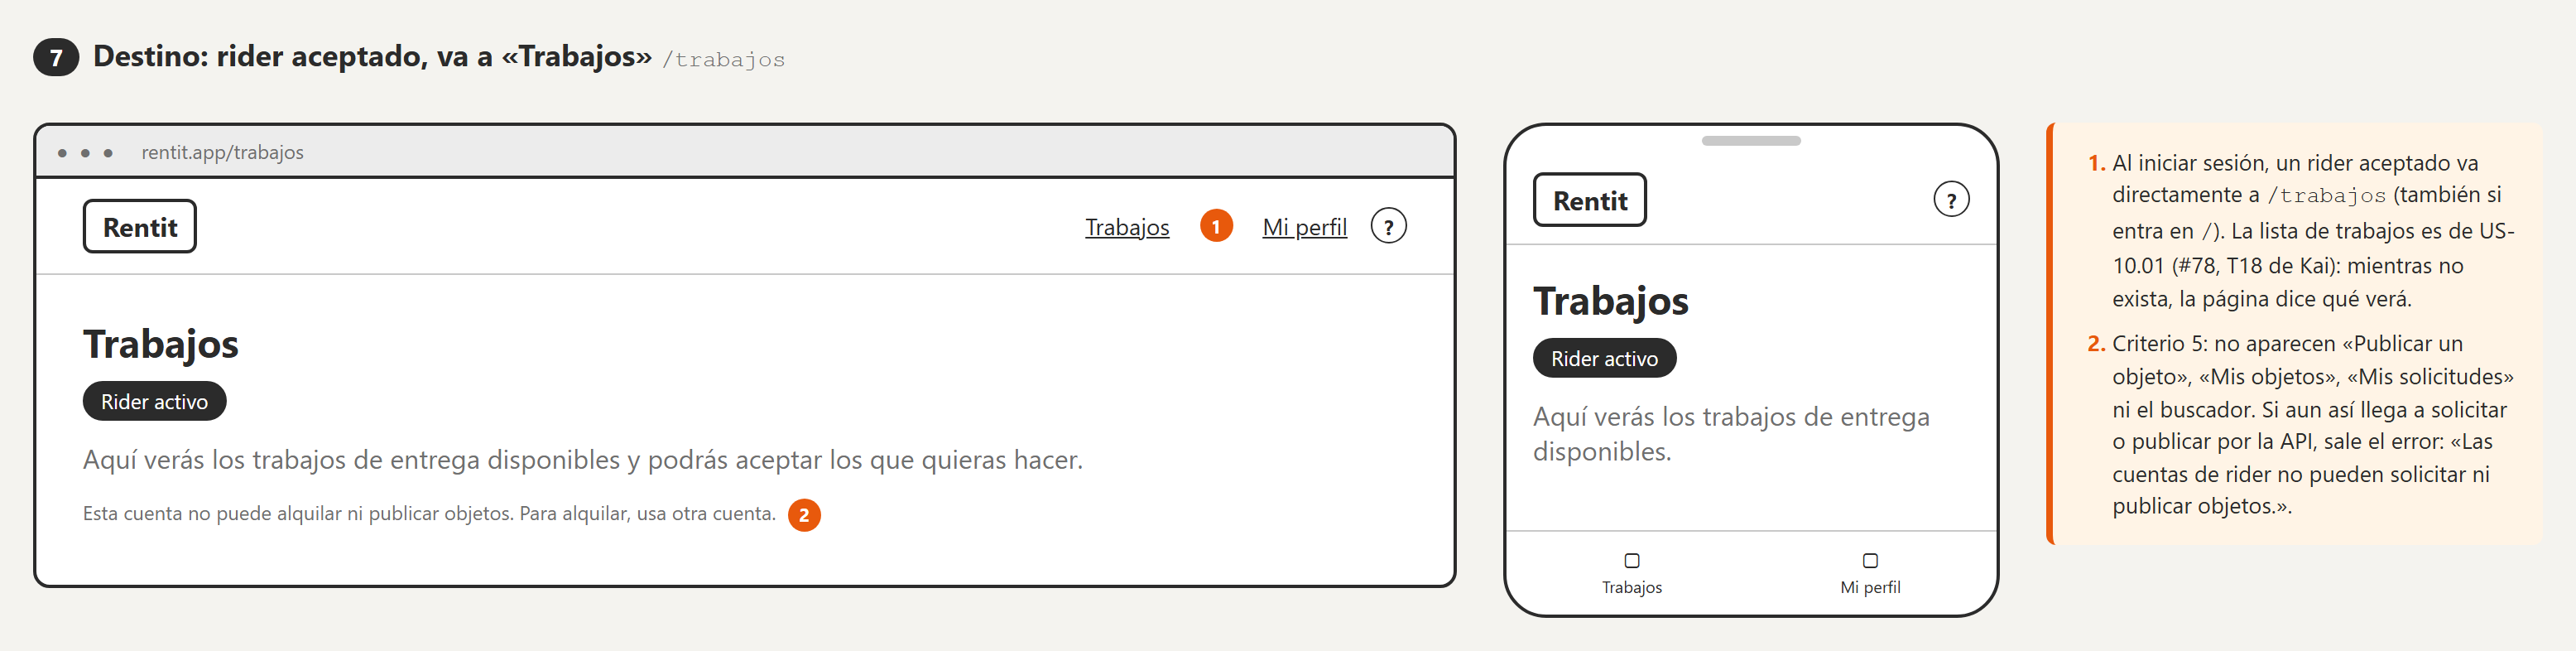 7 Destino: rider aceptado, va a «Trabajos» /trabajos
rentit.app/trabajos
Rentit
Trabajos 1 Mi perfil ?
Trabajos
Rider activo
Aquí verás los trabajos de entrega disponibles y podrás aceptar los que quieras hacer.
Esta cuenta no puede alquilar ni publicar objetos. Para alquilar, usa otra cuenta. 2
Rentit ?
Trabajos
Rider activo
Aquí verás los trabajos de entrega
disponibles.
Trabajos Mi perfil
1. Al iniciar sesión, un rider aceptado va
directamente a /trabajos (también si
entra en /). La lista de trabajos es de US-
10.01 (#78, T18 de Kai): mientras no
exista, la página dice qué verá.
2. Criterio 5: no aparecen «Publicar un
objeto», «Mis objetos», «Mis solicitudes»
ni el buscador. Si aun así llega a solicitar
o publicar por la API, sale el error: «Las
cuentas de rider no pueden solicitar ni
publicar objetos.».